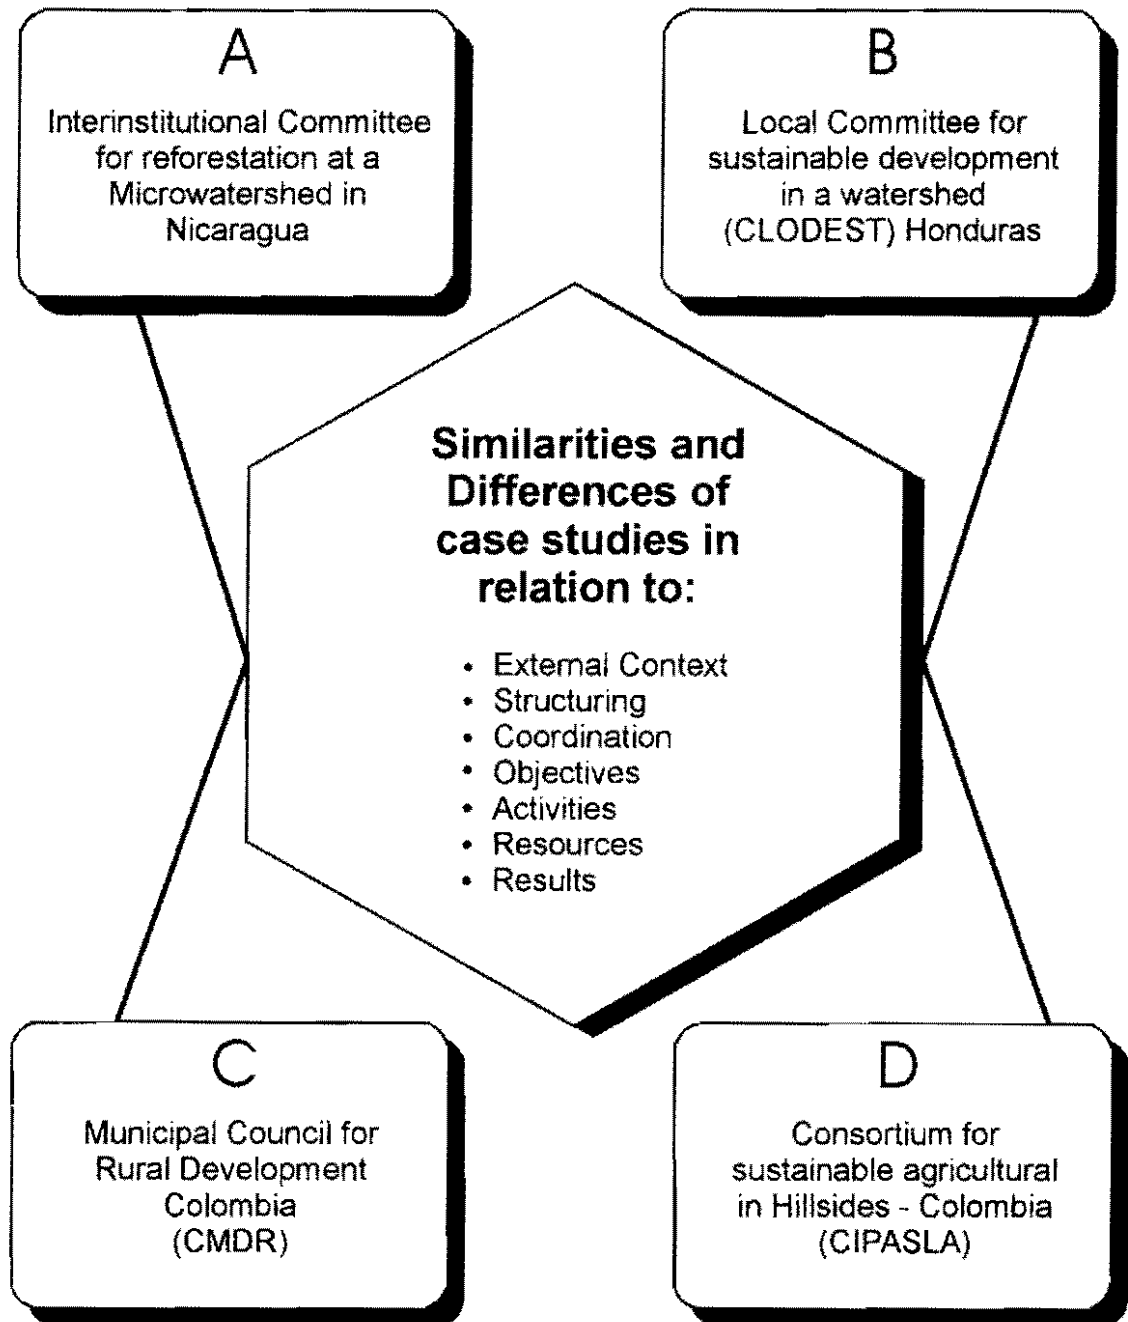 A
Interinstitutional Committee
for reforestation at a
Microwatershed in
Nicaragua
B
Local Committee for
sustainable development
in a watershed
(CLODEST) Honduras
Similarities and
Differences of
case studies in
relation to:
• External Context
• Structuring
• Coordination
• Objectives
• Activities
• Resources
• Results
C
Municipal Council for
Rural Development
Colombia
(CMDR)
D
Consortium for
sustainable agricultural
in Hillsides - Colombia
(CIPASLA)